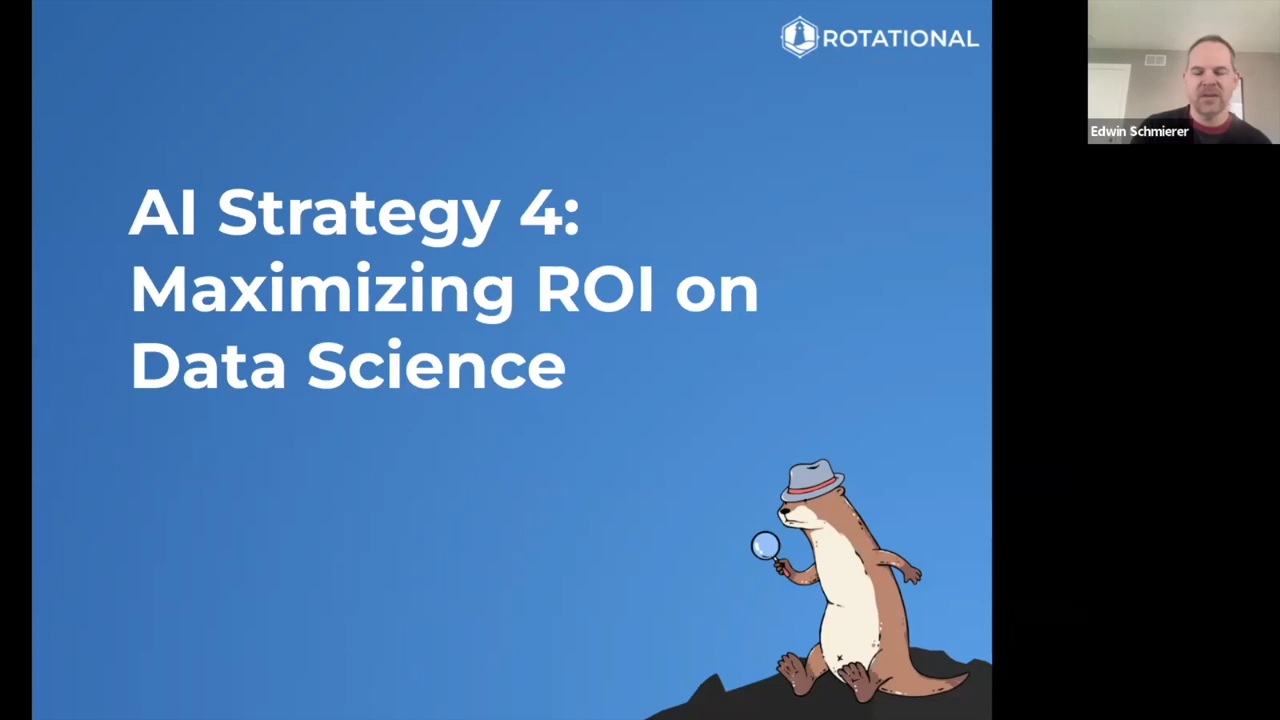 ROTATIONAL
Edwin Schmierer
AI Strategy 4:
Maximizing ROI on
Data Science